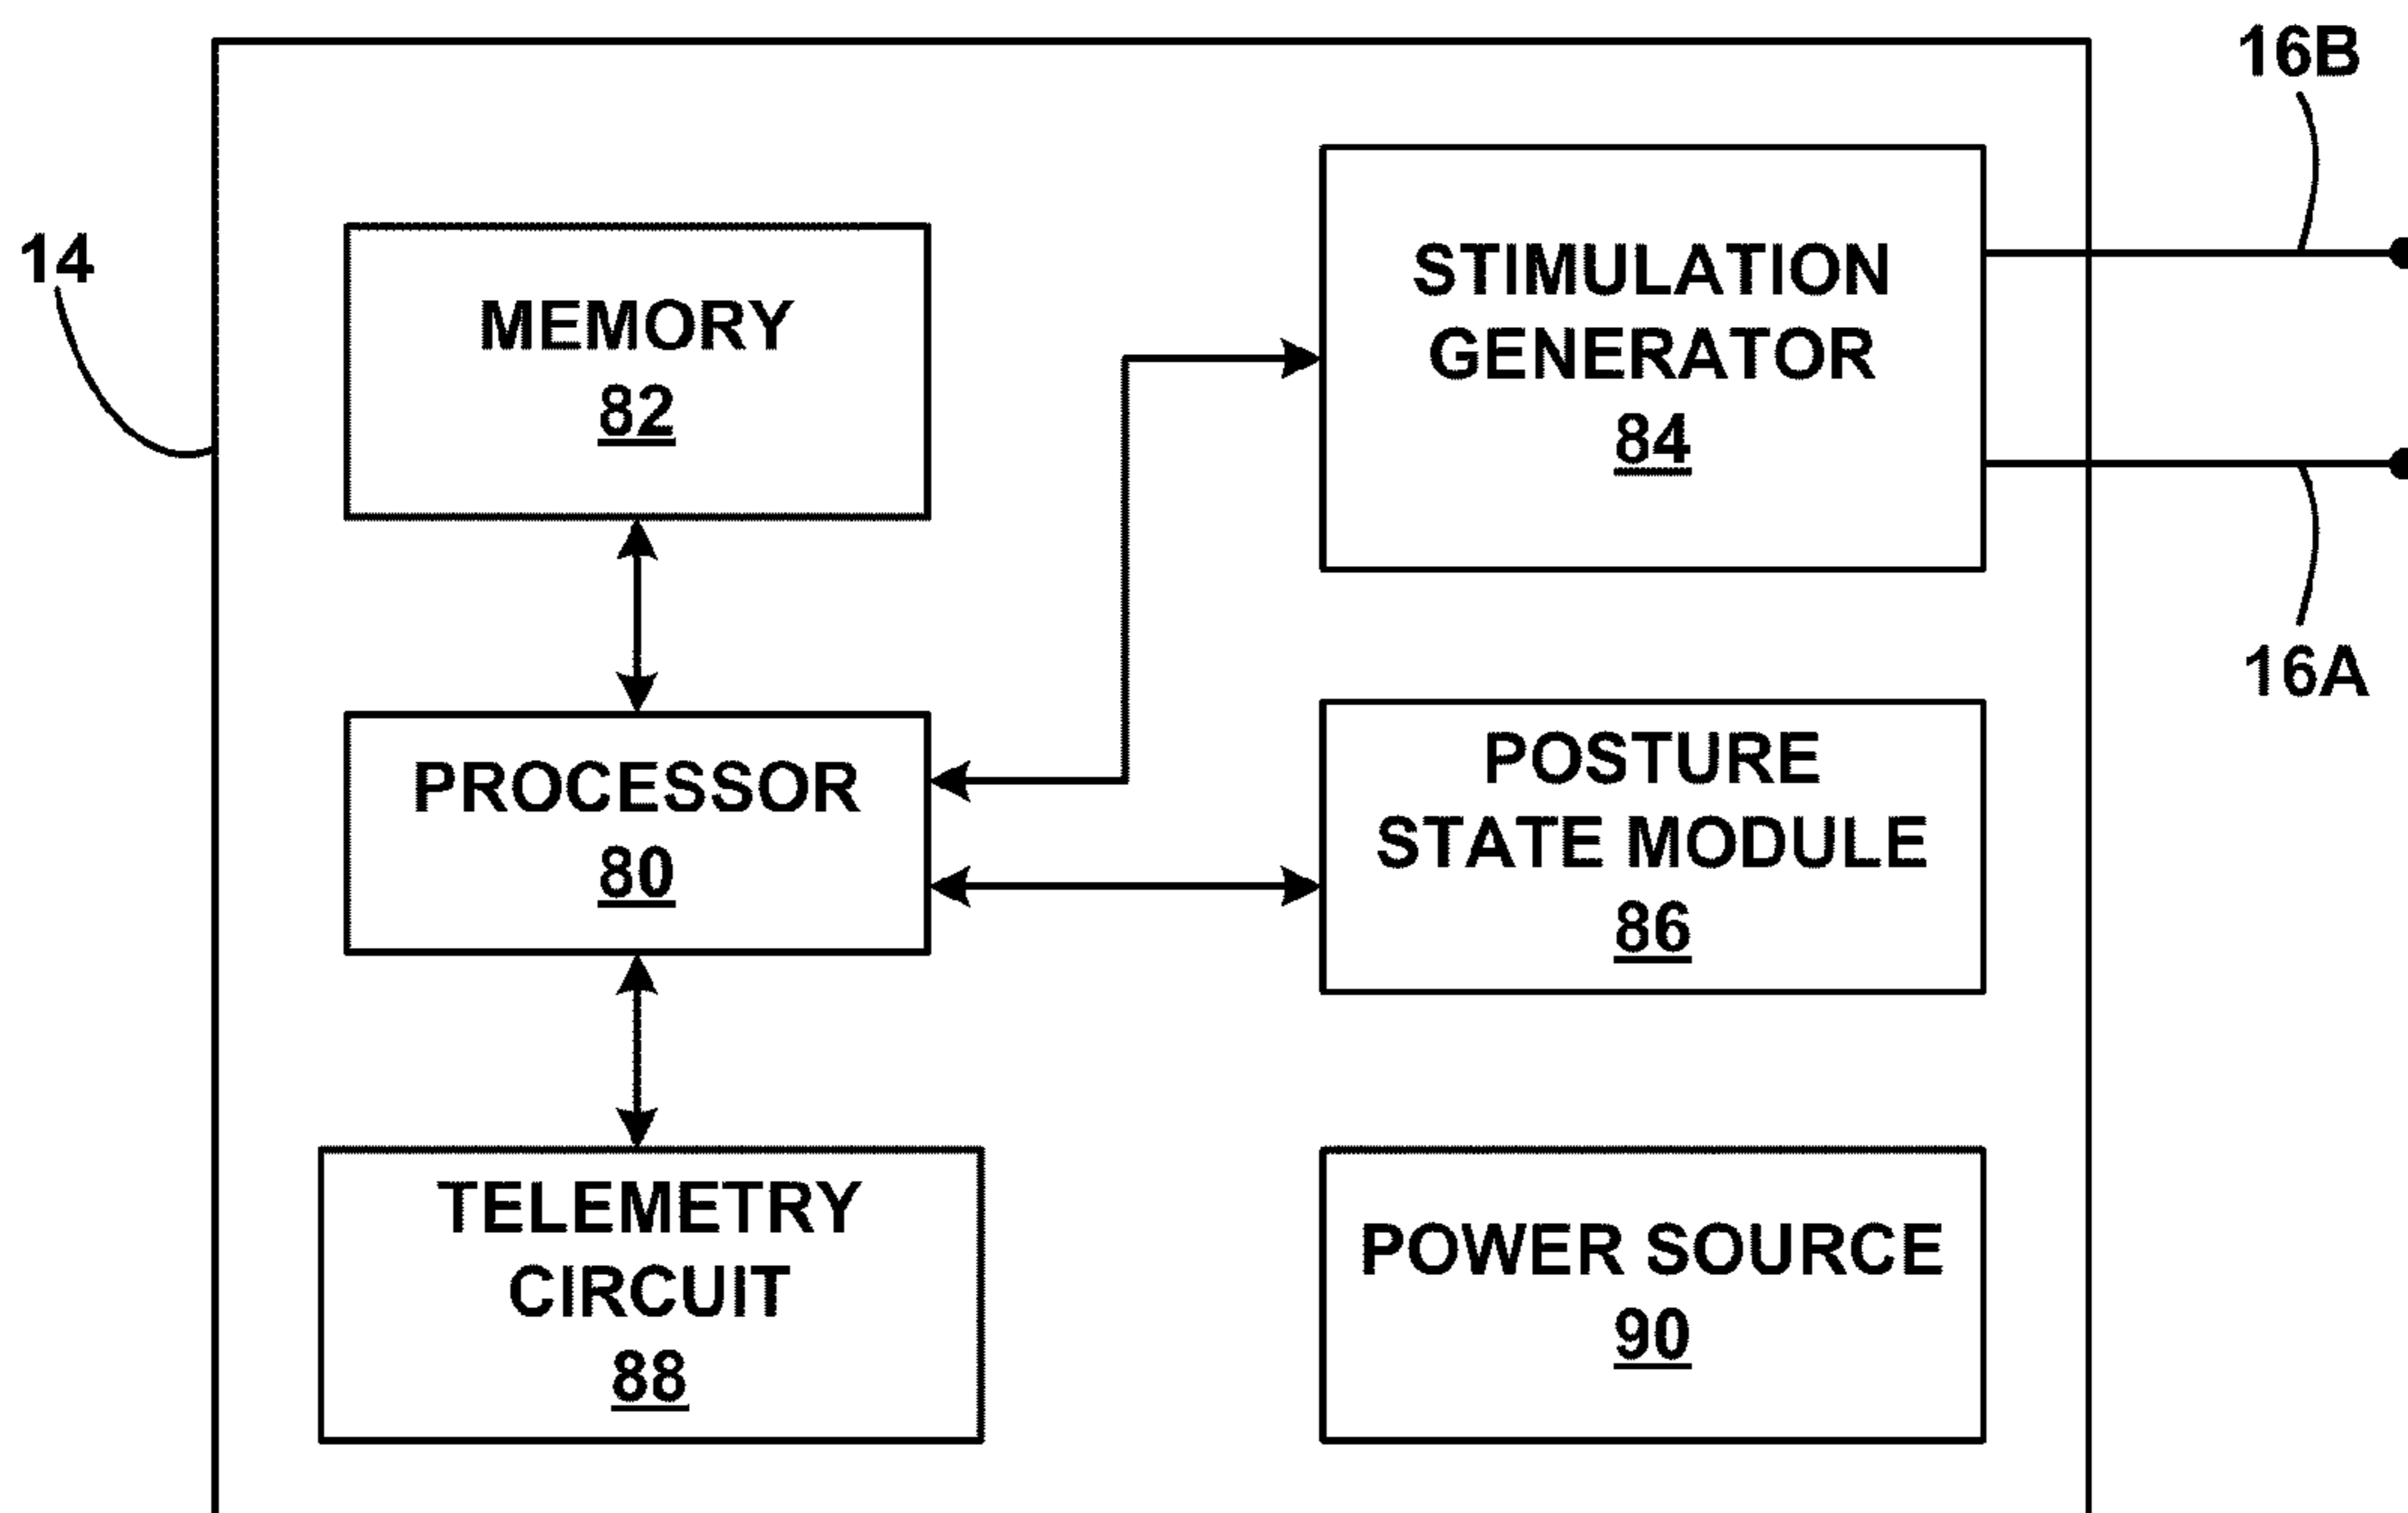 16B
14
MEMORY
82
STIMULATION
GENERATOR
84
16A
PROCESSOR
80
POSTURE
STATE MODULE
86
TELEMETRY
CIRCUIT
88
POWER SOURCE
90